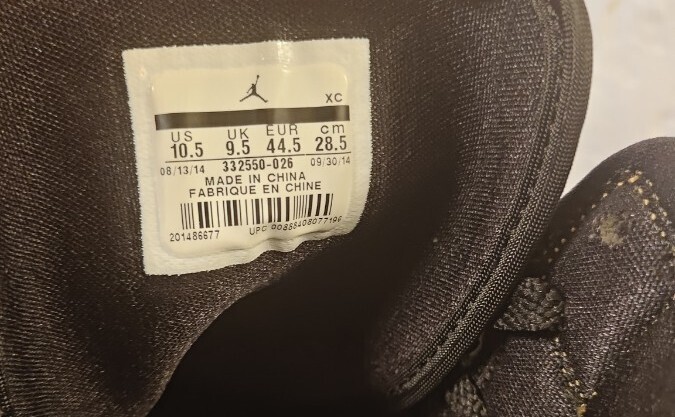 XC
US UK EUR cm
10.5 9.5 44.5 28.5
08/13/14 332550-026 09/30/14
MADE IN CHINA
FABRIQUE EN CHINE
201486677 UPC